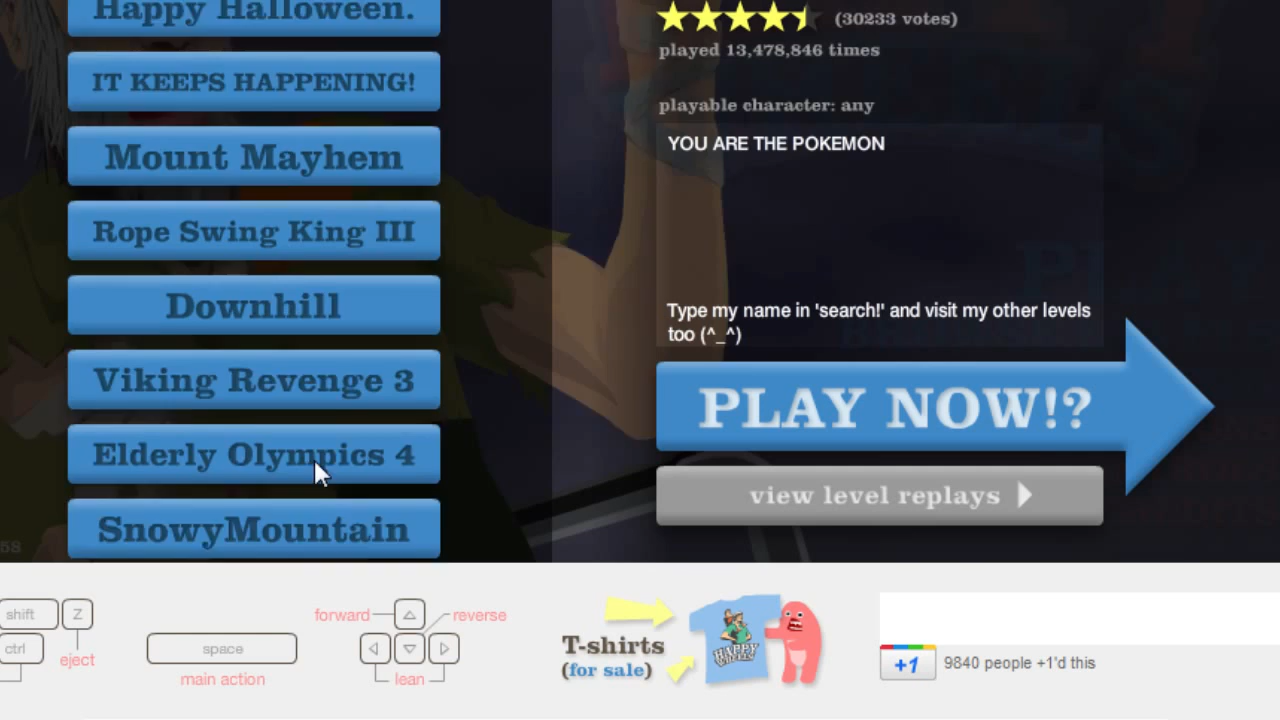 Happy Halloween.
IT KEEPS HAPPENING!
Mount Mayhem
Rope Swing King III
Downhill
Viking Revenge 3
Elderly Olympics 4
SnowyMountain
58
(30233 votes)
played 13,478,846 times
playable character: any
YOU ARE THE POKEMON
Type my name in 'search!' and visit my other levels
too (^_^)
PLAY NOW!?
view level replays
shift
Z
ctrl
eject
space
main action
forward
reverse
lean
T-shirts
(for sale)
HAPPY
WHEELS
+1
9840 people +1'd this